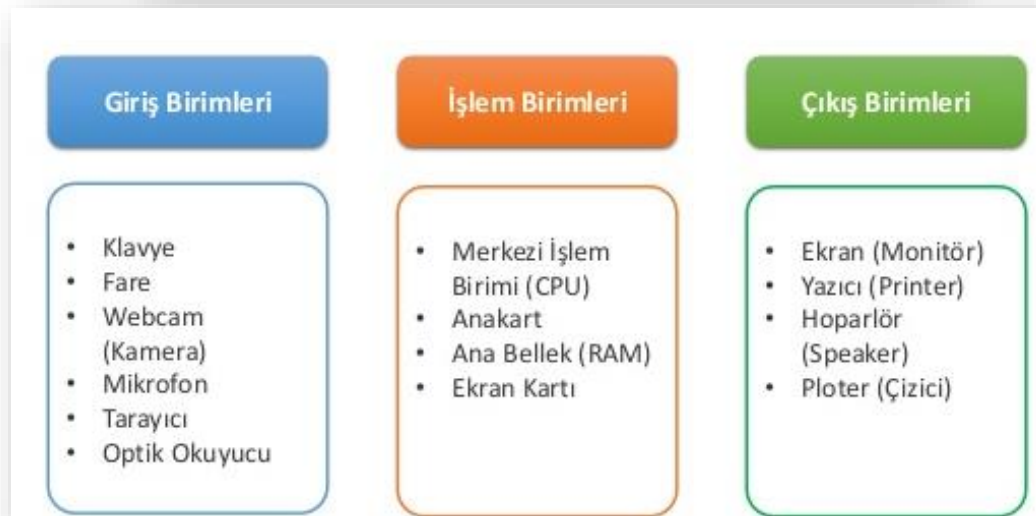 Giriş Birimleri
• Klavye
• Fare
• Webcam
(Kamera)
• Mikrofon
• Tarayıcı
• Optik Okuyucu
İşlem Birimleri
• Merkezi İşlem
Birimi (CPU)
• Anakart
• Ana Bellek (RAM)
• Ekran Kartı
Çıkış Birimleri
• Ekran (Monitör)
• Yazıcı (Printer)
• Hoparlör
(Speaker)
• Ploter (Çizici)